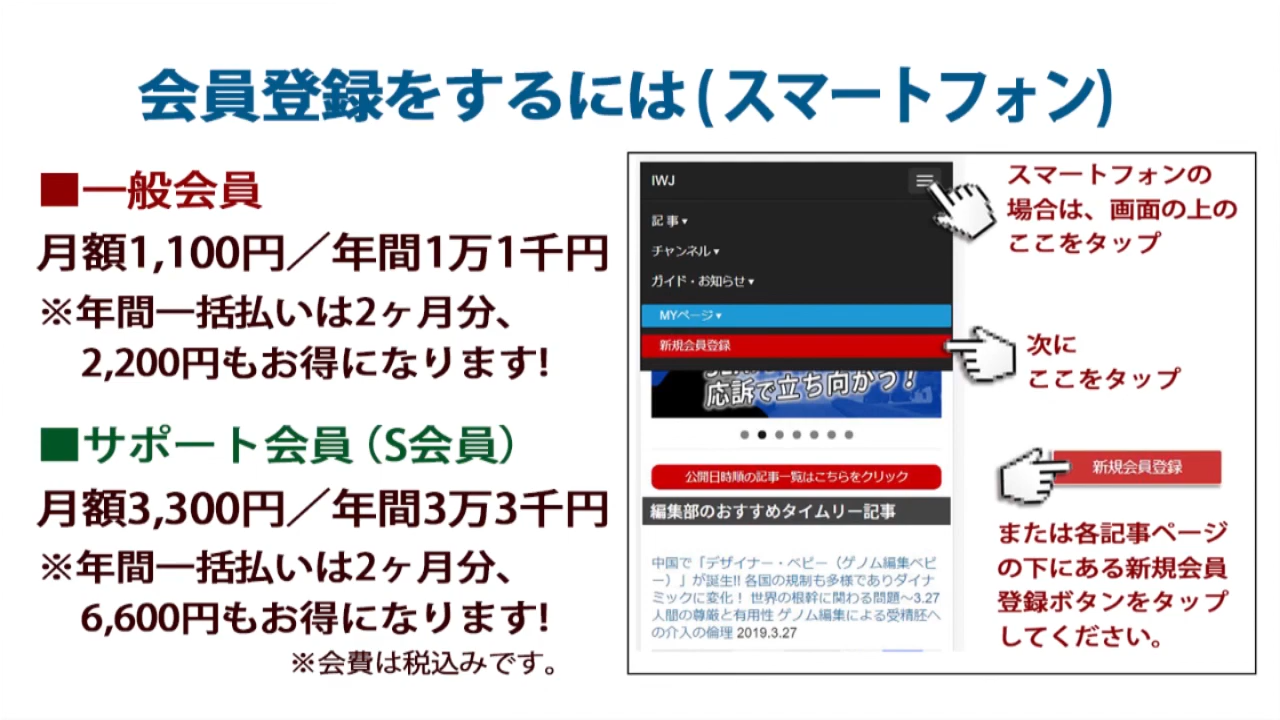 会員登録をするには(スマートフォン)
■一般会員
月額1,100円／年間1万1千円
※年間一括払いは2ヶ月分、
2,200円もお得になります!
■サポート会員（S会員）
月額3,300円／年間3万3千円
※年間一括払いは2ヶ月分、
6,600円もお得になります!
※会費は税込みです。
IWJ
記事▾
チャンネル▾
ガイド・お知らせ▾
MYページ▾
新規会員登録
応訴で立ち向かう！
公開日時順の記事一覧はこちらをクリック
編集部のおすすめタイムリー記事
中国で「デザイナー・ベビー（ゲノム編集ベビ
ー）」が誕生!! 各国の規制も多様でありダイナ
ミックに変化！ 世界の根幹に関わる問題～3.27
人間の尊厳と有用性 ゲノム編集による受精胚へ
の介入の倫理 2019.3.27
スマートフォンの
場合は、画面の上の
ここをタップ
次に
ここをタップ
新規会員登録
または各記事ページ
の下にある新規会員
登録ボタンをタップ
してください。